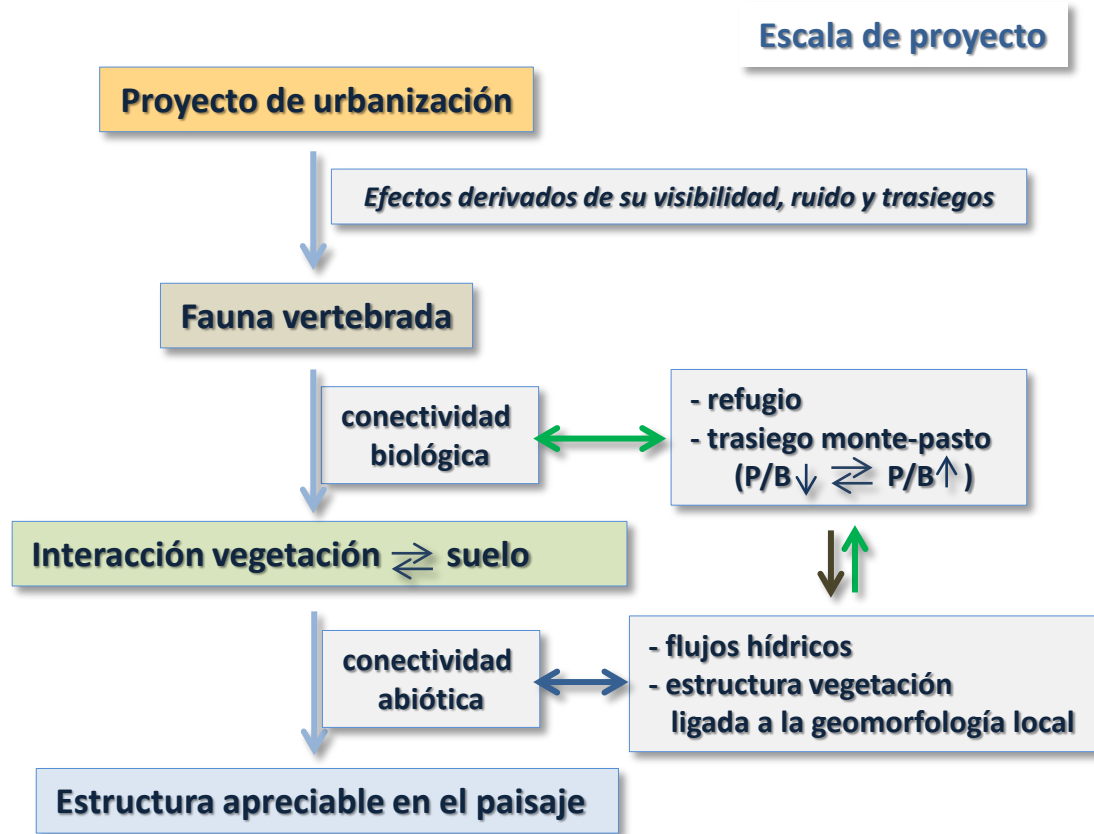 Escala de proyecto
Proyecto de urbanización
Efectos derivados de su visibilidad, ruido y trasiegos
Fauna vertebrada
conectividad
biológica
- refugio
- trasiego monte-pasto
(P/B ↓ ⇄ P/B ↑ )
Interacción vegetación ⇄ suelo
conectividad
abiótica
- flujos hídricos
- estructura vegetación
ligada a la geomorfología local
Estructura apreciable en el paisaje